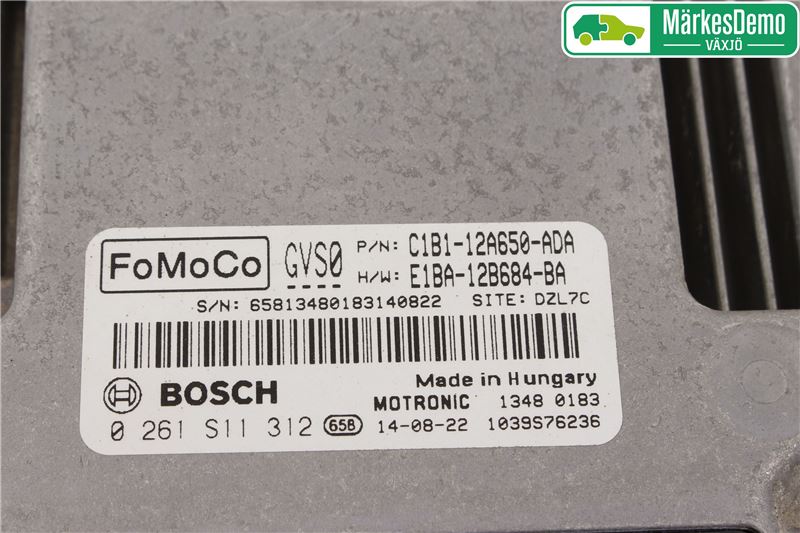 MärkesDemo
VÄXJÖ
FoMoCo GVS0 P/N: C1B1-12A650-ADA
H/W: E1BA-12B684-BA
S/N: 65813480183140822 SITE: DZL7C
BOSCH Made in Hungary
MOTRONIC 1348 0183
0 261 S11 312 65B 14-08-22 1039S76236